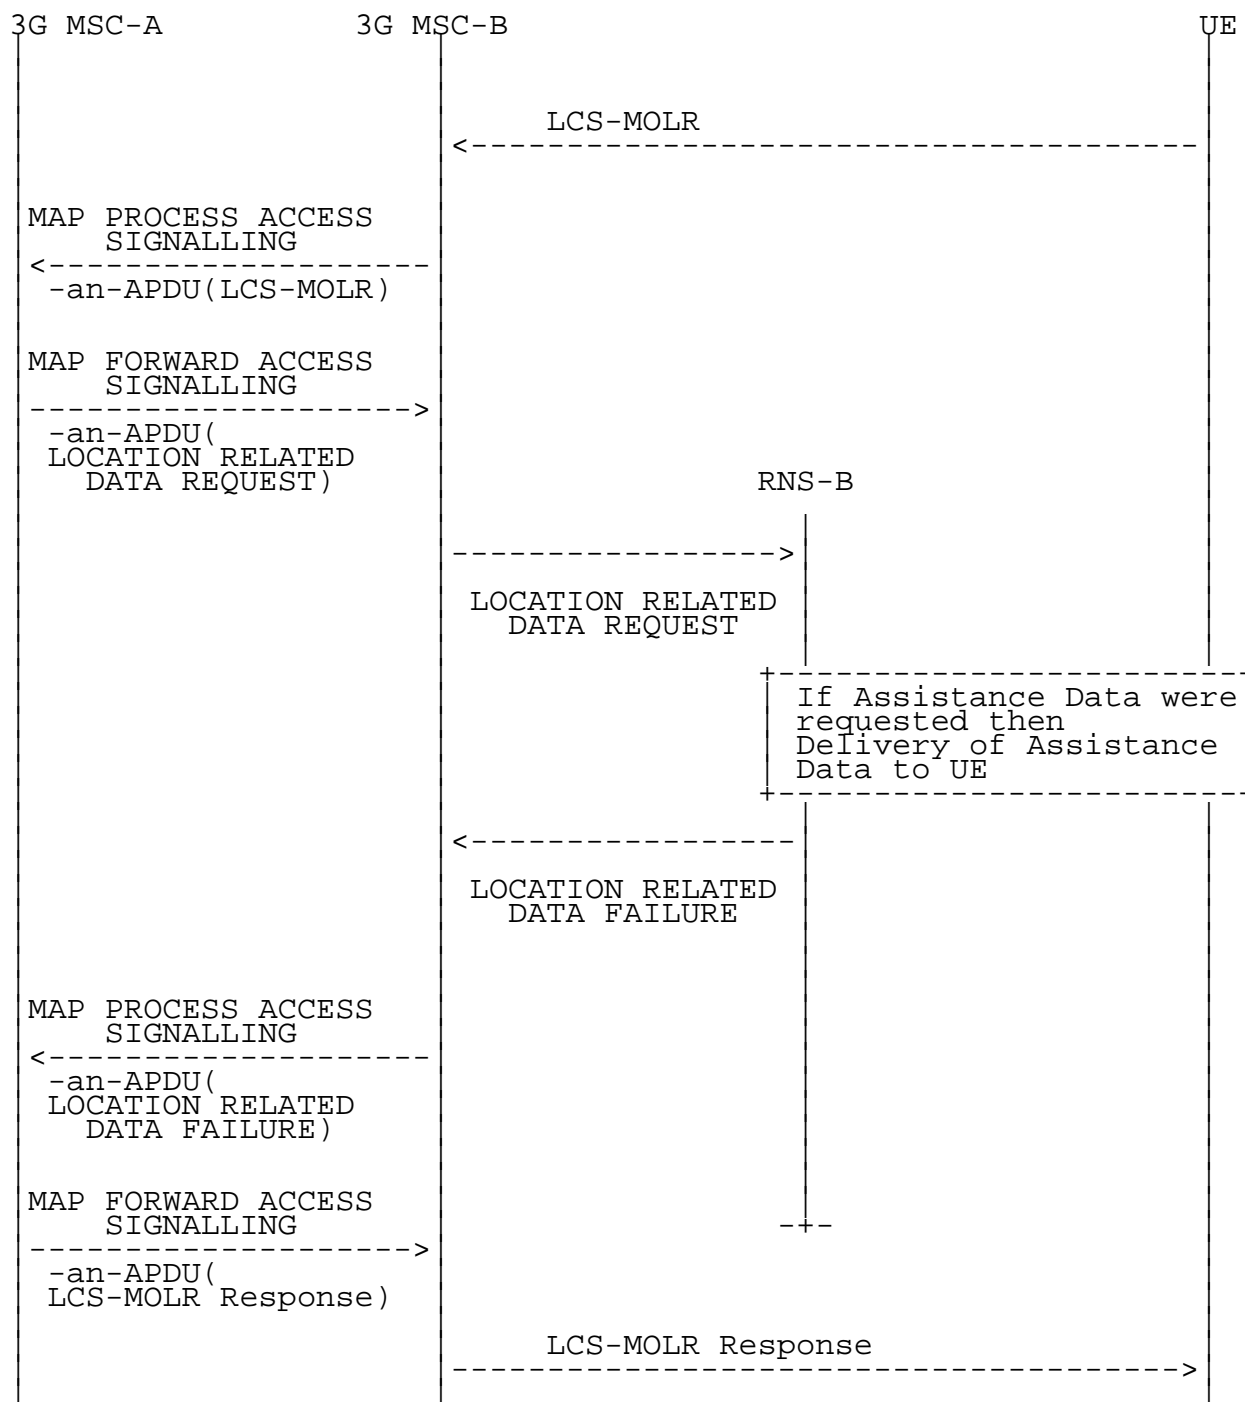 3G MSC-A 3G MSC-B UE
LCS-MOLR
MAP PROCESS ACCESS
SIGNALLING
-an-APDU(LCS-MOLR)
MAP FORWARD ACCESS
SIGNALLING
-an-APDU(
LOCATION RELATED
DATA REQUEST)
RNS-B
LOCATION RELATED
DATA REQUEST
If Assistance Data were
requested then
Delivery of Assistance
Data to UE
LOCATION RELATED
DATA FAILURE
MAP PROCESS ACCESS
SIGNALLING
-an-APDU(
LOCATION RELATED
DATA FAILURE)
MAP FORWARD ACCESS
SIGNALLING
-an-APDU(
LCS-MOLR Response)
LCS-MOLR Response